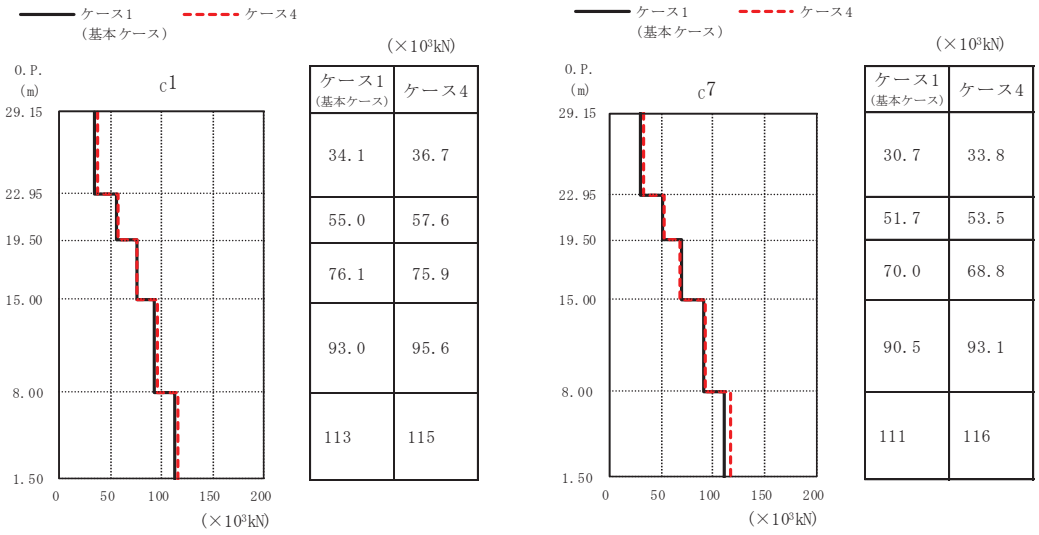 ケース1 ケース4
(基本ケース)
(×10³kN)
O.P.
(m)
c1
ケース1 ケース4
(基本ケース)
29.15
34.1 36.7
22.95
55.0 57.6
19.50
76.1 75.9
15.00
93.0 95.6
8.00
113 115
1.50
0 50 100 150 200
(×10³kN)
ケース1 ケース4
(基本ケース)
(×10³kN)
O.P.
(m)
c7
ケース1 ケース4
(基本ケース)
29.15
30.7 33.8
22.95
51.7 53.5
19.50
70.0 68.8
15.00
90.5 93.1
8.00
111 116
1.50
0 50 100 150 200
(×10³kN)